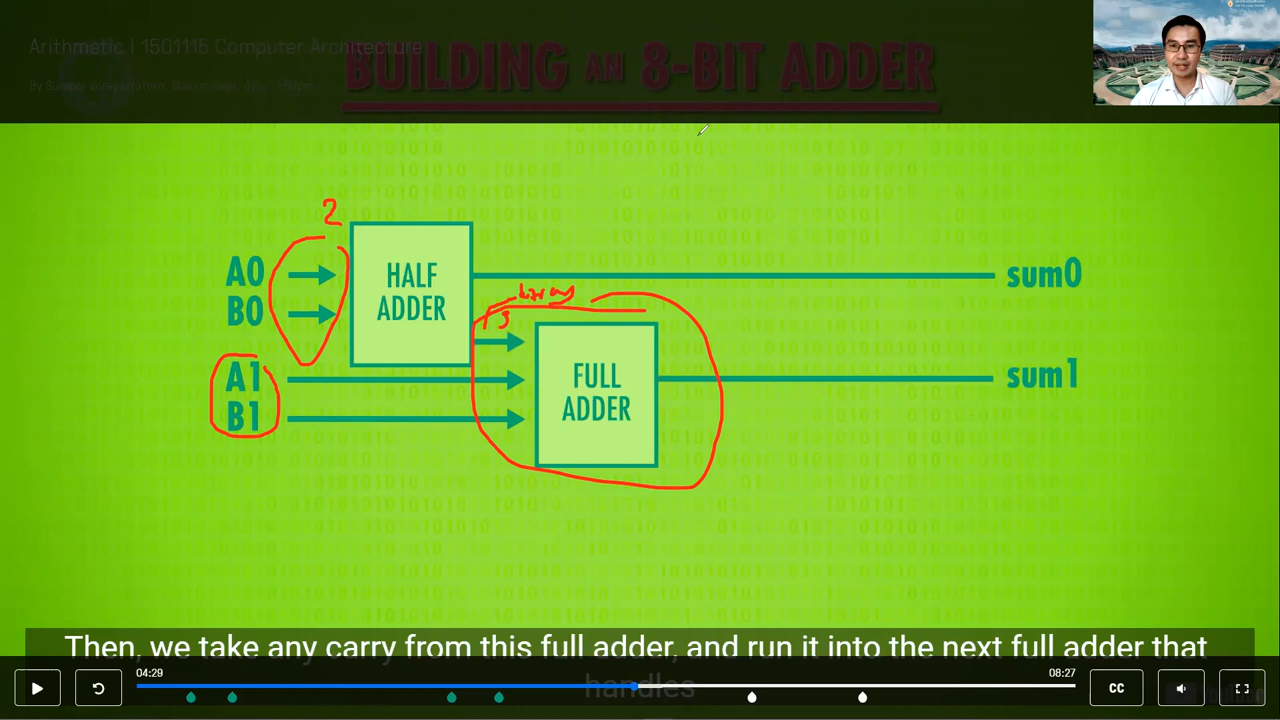 Arithmetic | 1501116 Computer Architecture
BUILDING AN 8-BIT ADDER
2
A0
B0
HALF
ADDER
sum0
3
A1
B1
FULL
ADDER
sum1
Then, we take any carry from this full adder, and run it into the next full adder that
handles
04:29
08:27
CC